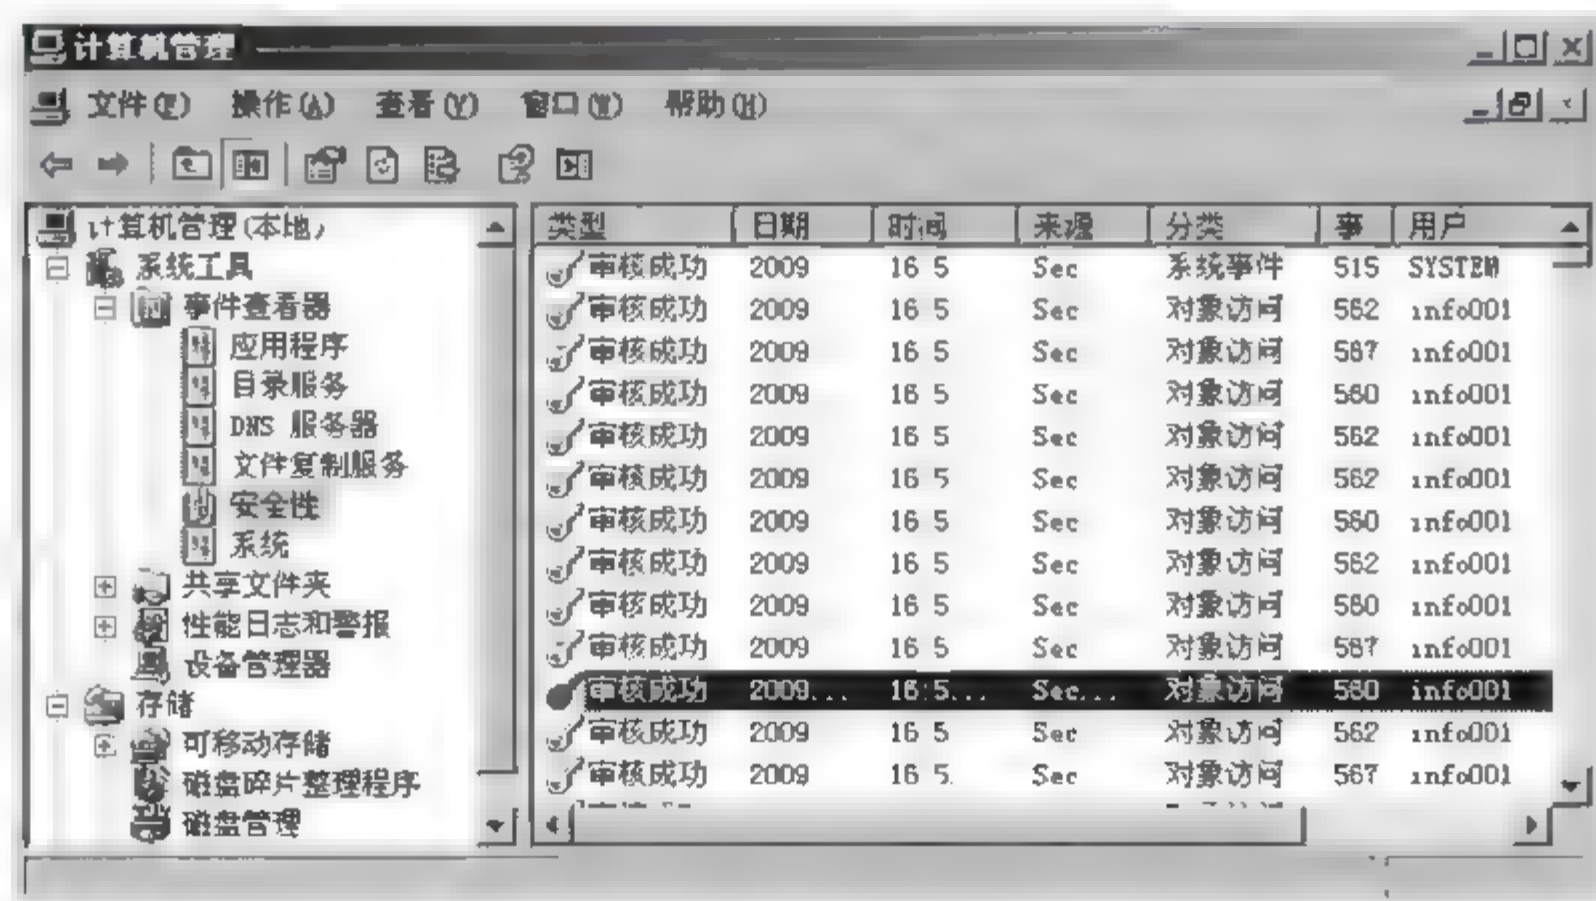 计算机管理
文件(F) 操作(A) 查看(V) 窗口(W) 帮助(H)
计算机管理(本地)
系统工具
事件查看器
应用程序
目录服务
DNS 服务器
文件复制服务
安全性
系统
共享文件夹
性能日志和警报
设备管理器
存储
可移动存储
磁盘碎片整理程序
磁盘管理
类型 日期 时间 来源 分类 事 用户
审核成功 2009 16 5 Sec 系统事件 515 SYSTEM
审核成功 2009 16 5 Sec 对象访问 562 info001
审核成功 2009 16 5 Sec 对象访问 567 info001
审核成功 2009 16 5 Sec 对象访问 560 info001
审核成功 2009 16 5 Sec 对象访问 562 info001
审核成功 2009 16 5 Sec 对象访问 562 info001
审核成功 2009 16 5 Sec 对象访问 560 info001
审核成功 2009 16 5 Sec 对象访问 562 info001
审核成功 2009 16 5 Sec 对象访问 560 info001
审核成功 2009 16 5 Sec 对象访问 567 info001
审核成功 2009... 16:5... Sec... 对象访问 560 info001
审核成功 2009 16 5 Sec 对象访问 562 info001
审核成功 2009 16 5. Sec 对象访问 567 info001